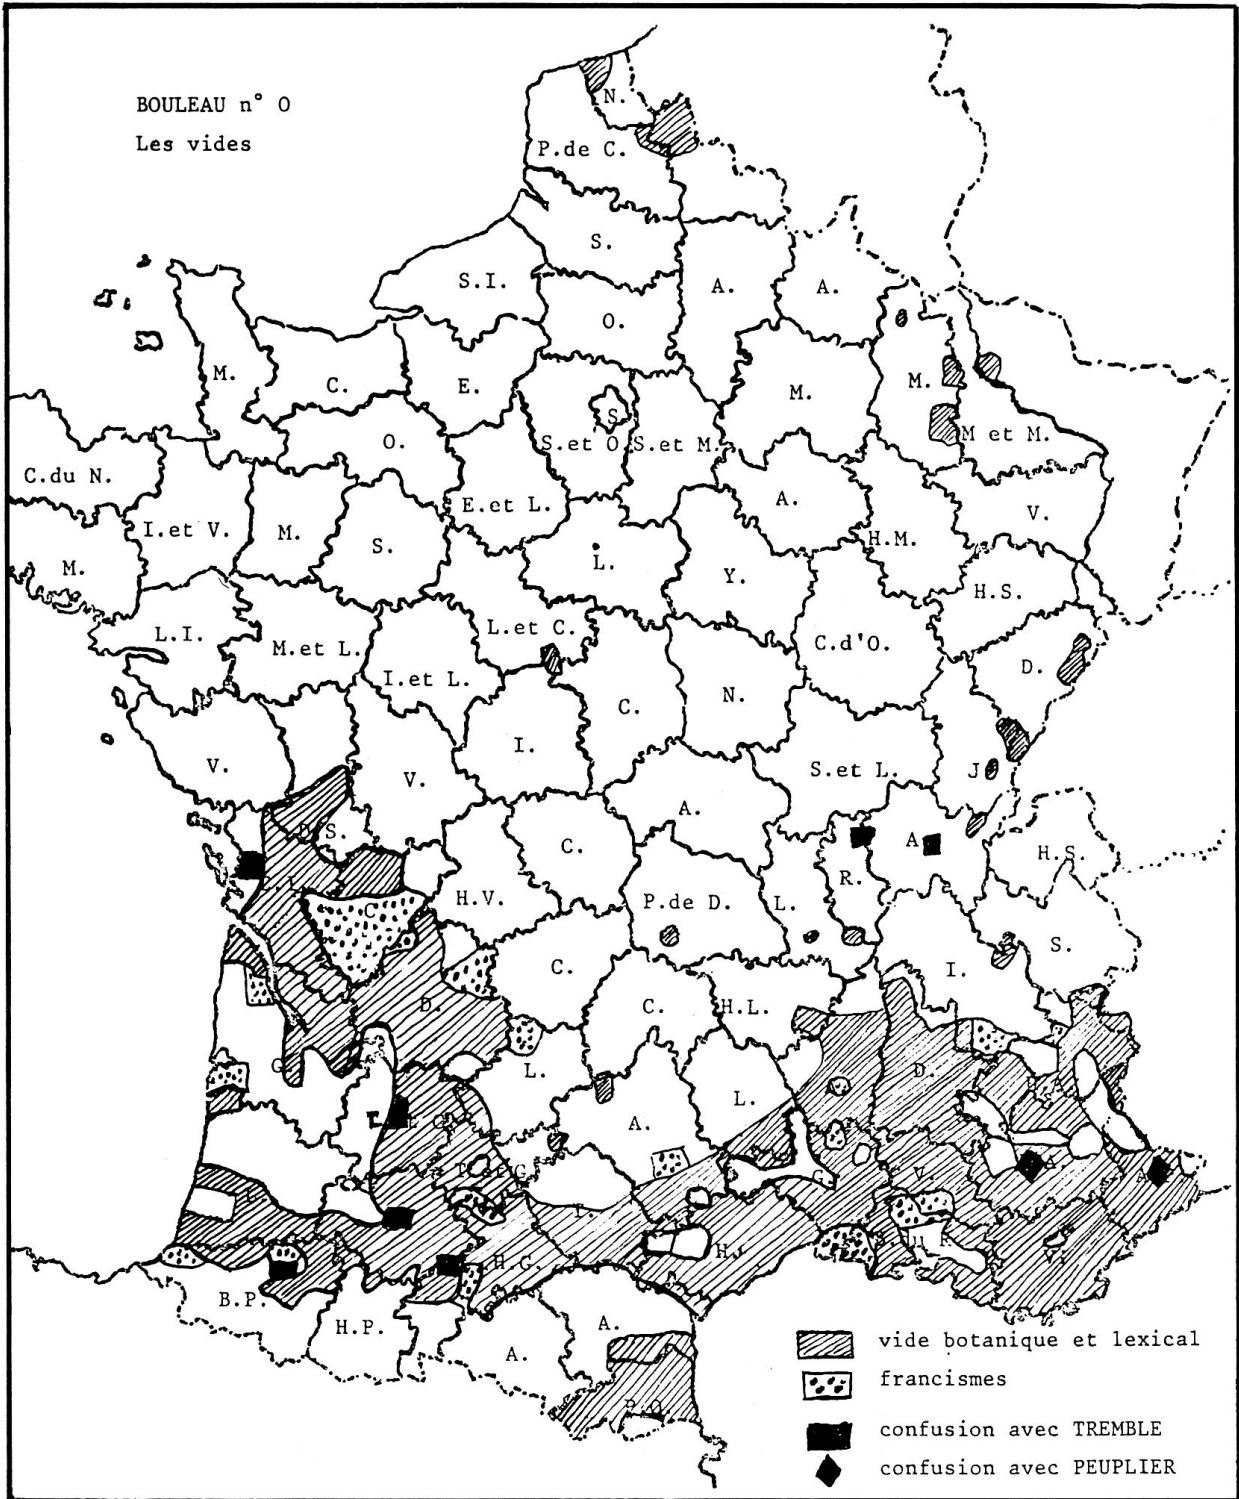 BOULEAU n° 0
Les vides
N.
P.de C.
S.
S.I.
A.
A.
O.
M.
C.
E.
M.
M.
S.
O.
S.et O.
S.et M.
M et M.
C.du N.
E.et L.
A.
I.et V.
M.
S.
V.
H.M.
L.
M.
Y.
H.S.
L.I.
M.et L.
L.et C.
C.d'O.
D.
I.et L.
C.
N.
I.
V.
V.
S.et L.
J
A.
D.S.
C.
A.
H.S.
R.
H.V.
P.de D.
L.
C.
S.
C.
I.
D.
C.
H.L.
G.
L.
D.
L.
A.
G.
V.
H.G.
B.P.
H.P.
A.
A.
P.O.
vide botanique et lexical
francismes
confusion avec TREMBLE
confusion avec PEUPLIER